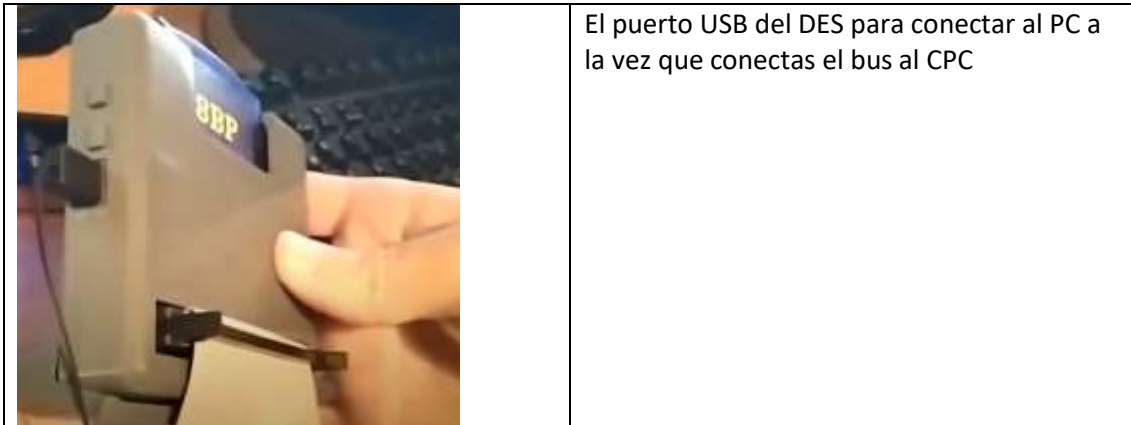 8BP
El puerto USB del DES para conectar al PC a
la vez que conectas el bus al CPC